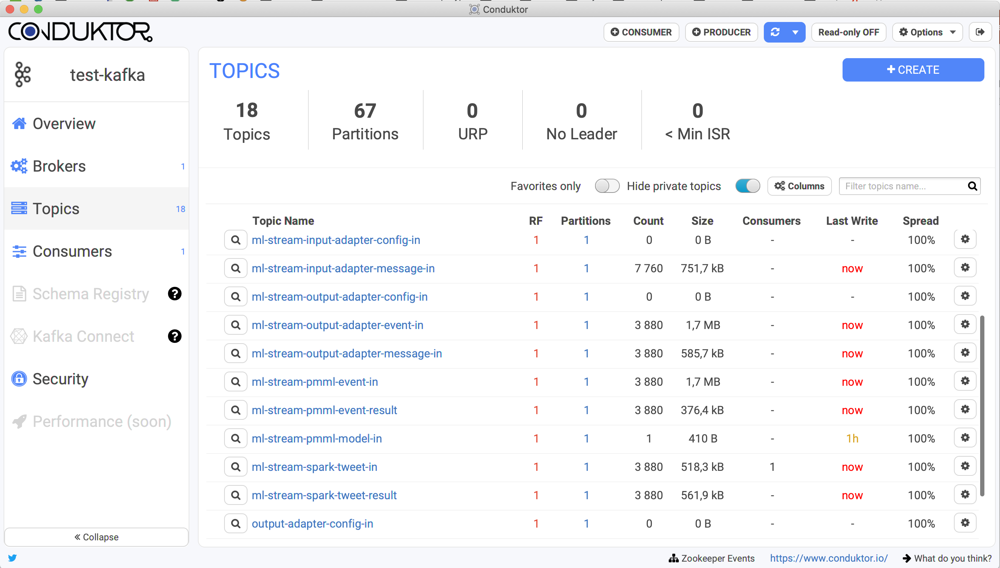 Conduktor
CONDUKTOR
CONSUMER PRODUCER Read-only OFF Options
test-kafka
Overview
Brokers 1
Topics 18
Consumers 1
Schema Registry ?
Kafka Connect ?
Security
Performance (soon)
« Collapse
TOPICS
+ CREATE
18 67 0 0 0
Topics Partitions URP No Leader < Min ISR
Favorites only Hide private topics Columns Filter topics name...
Topic Name RF Partitions Count Size Consumers Last Write Spread
ml-stream-input-adapter-config-in 1 1 0 0 B - - 100%
ml-stream-input-adapter-message-in 1 1 7 760 751,7 kB - now 100%
ml-stream-output-adapter-config-in 1 1 0 0 B - - 100%
ml-stream-output-adapter-event-in 1 1 3 880 1,7 MB - now 100%
ml-stream-output-adapter-message-in 1 1 3 880 585,7 kB - now 100%
ml-stream-pmml-event-in 1 1 3 880 1,7 MB - now 100%
ml-stream-pmml-event-result 1 1 3 880 376,4 kB - now 100%
ml-stream-pmml-model-in 1 1 1 410 B - 1h 100%
ml-stream-spark-tweet-in 1 1 3 880 518,3 kB 1 now 100%
ml-stream-spark-tweet-result 1 1 3 880 561,9 kB - now 100%
output-adapter-config-in 1 1 0 0 B - - 100%
Zookeeper Events https://www.conduktor.io/ What do you think?